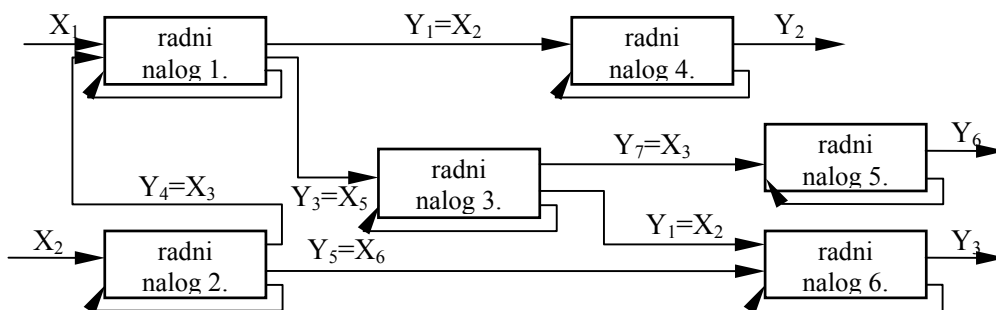 X₁
radni
nalog 1.
Y₁=X₂
radni
nalog 4.
Y₂
Y₄=X₃
Y₃=X₅
radni
nalog 3.
Y₇=X₃
radni
nalog 5.
Y₆
X₂
radni
nalog 2.
Y₅=X₆
Y₁=X₂
radni
nalog 6.
Y₃